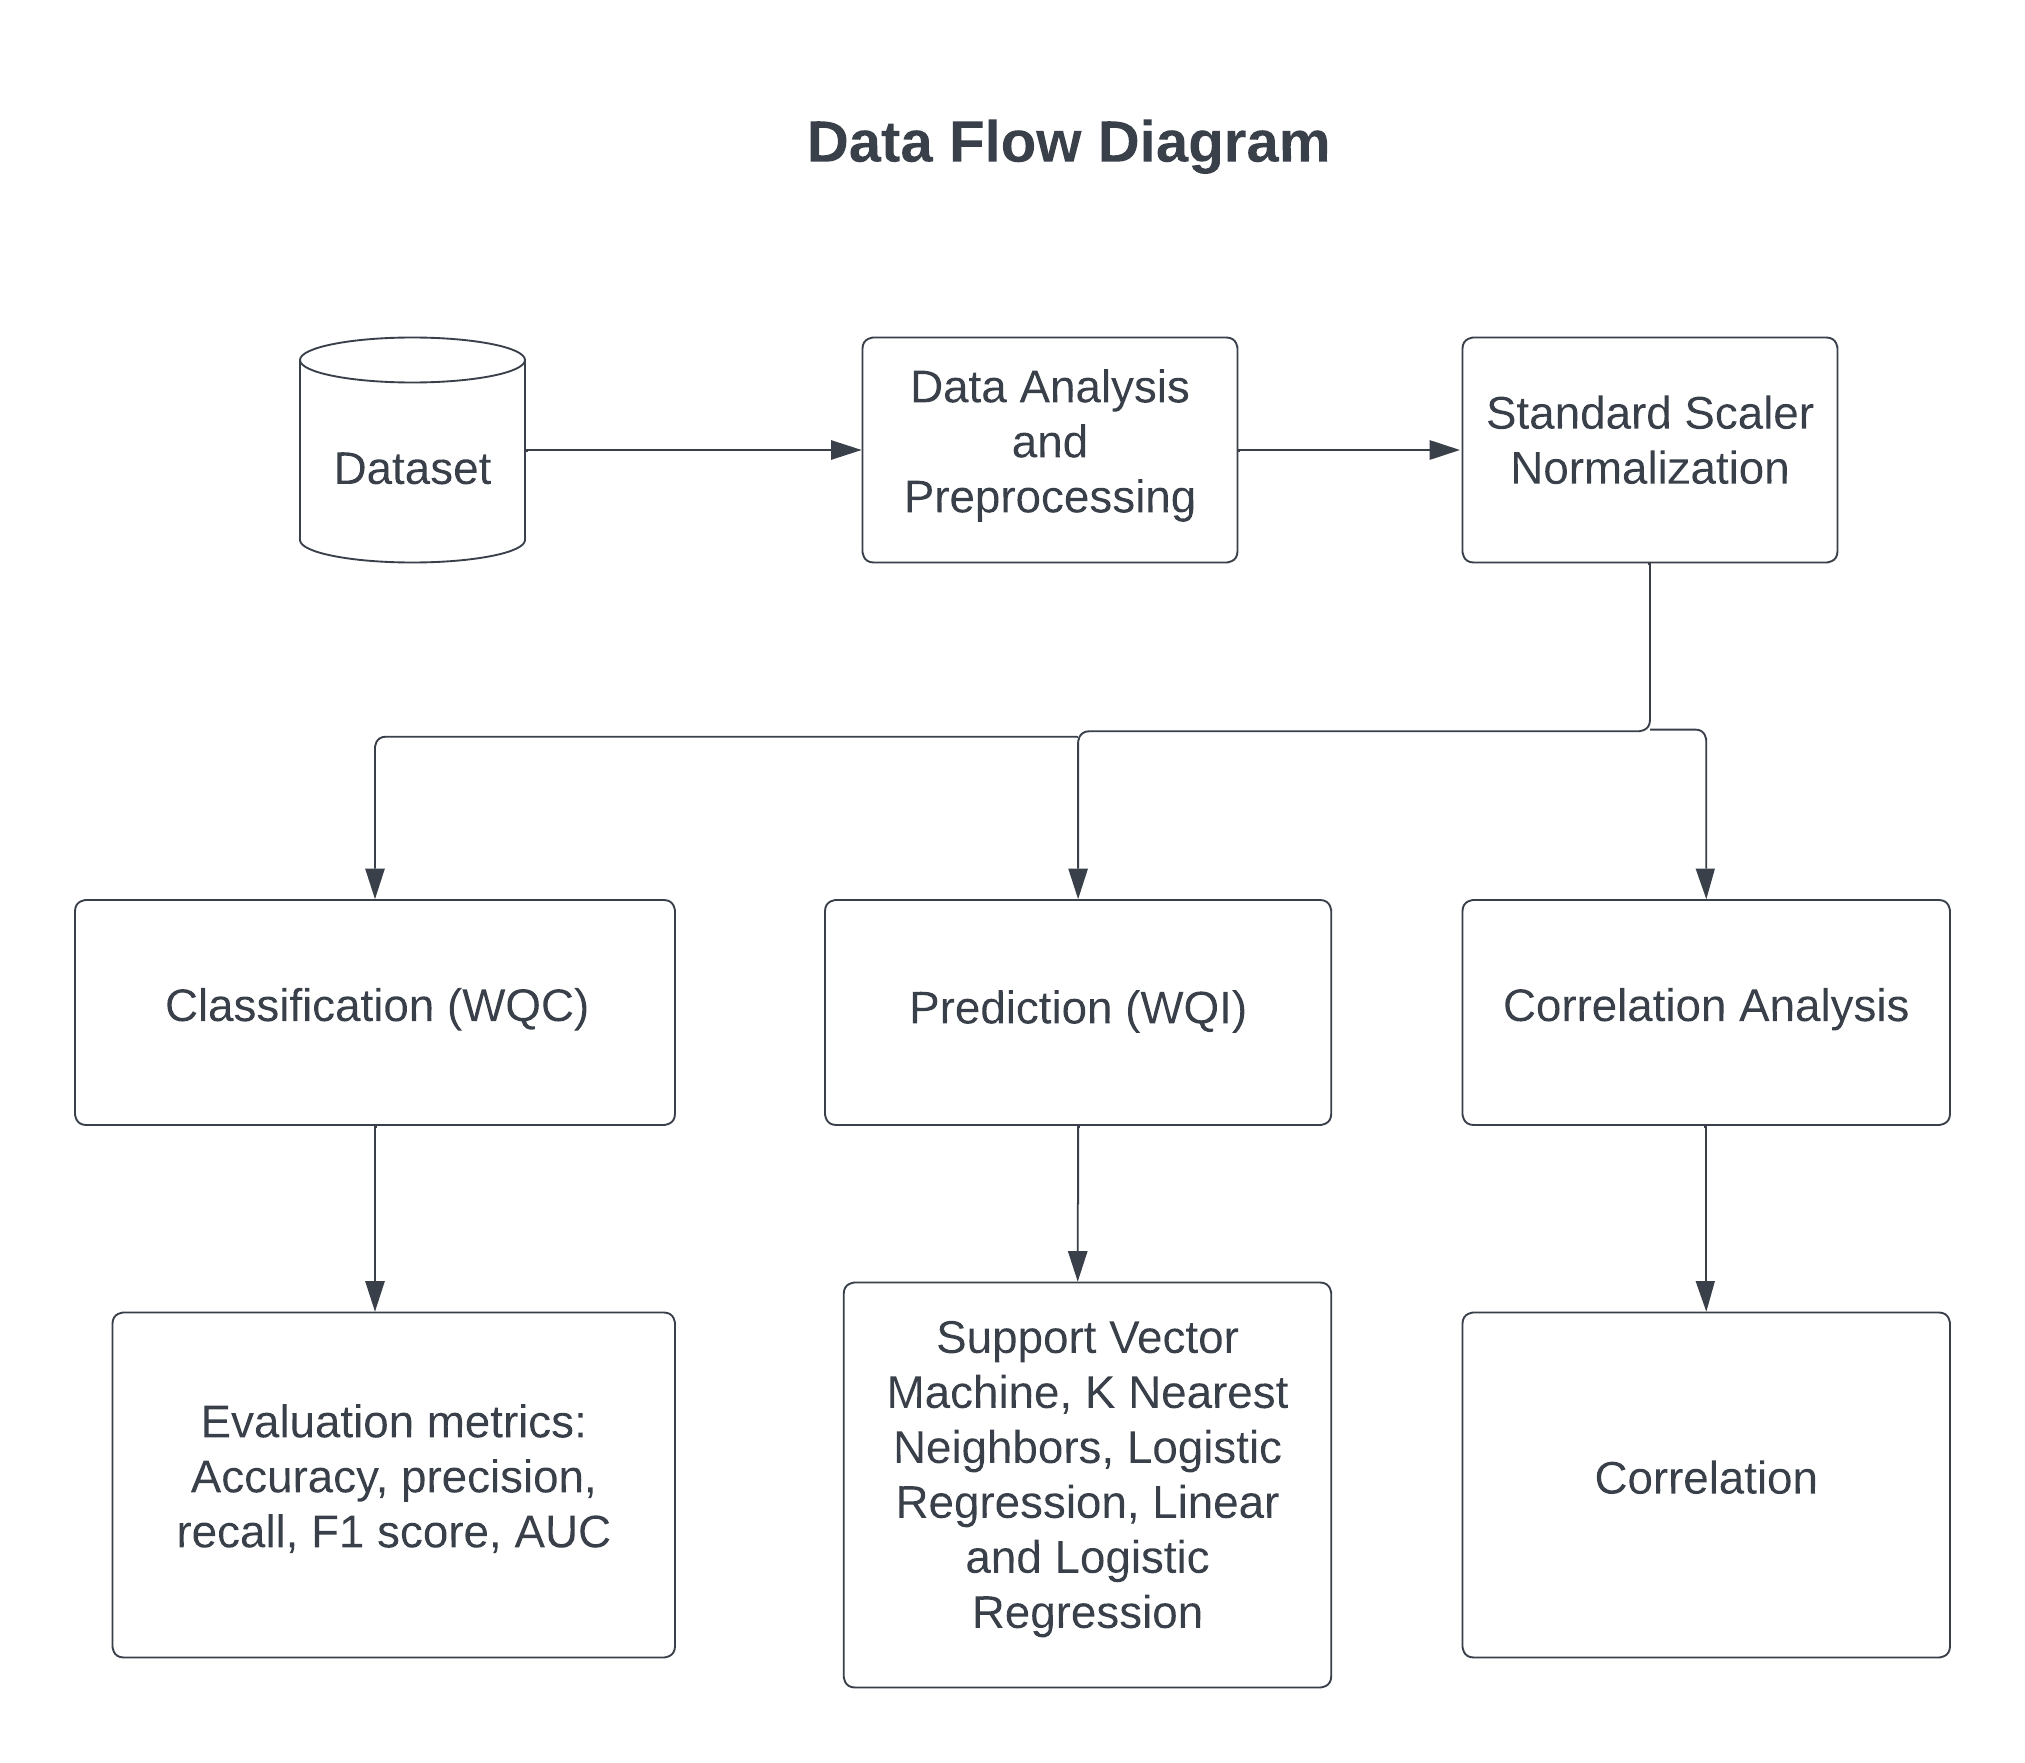 Data Flow Diagram
Dataset
Data Analysis
and
Preprocessing
Standard Scaler
Normalization
Classification (WQC)
Prediction (WQI)
Correlation Analysis
Evaluation metrics:
Accuracy, precision,
recall, F1 score, AUC
Support Vector
Machine, K Nearest
Neighbors, Logistic
Regression, Linear
and Logistic
Regression
Correlation